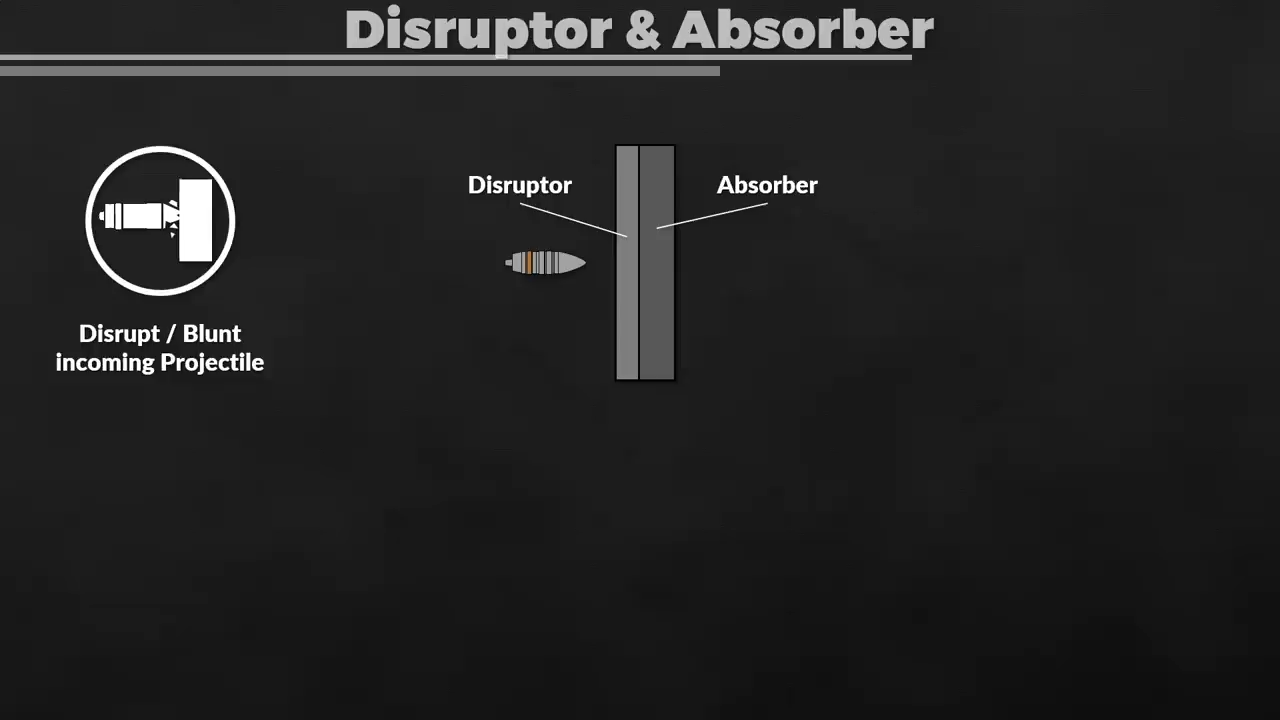 Disruptor & Absorber
Disruptor
Absorber
Disrupt / Blunt
incoming Projectile